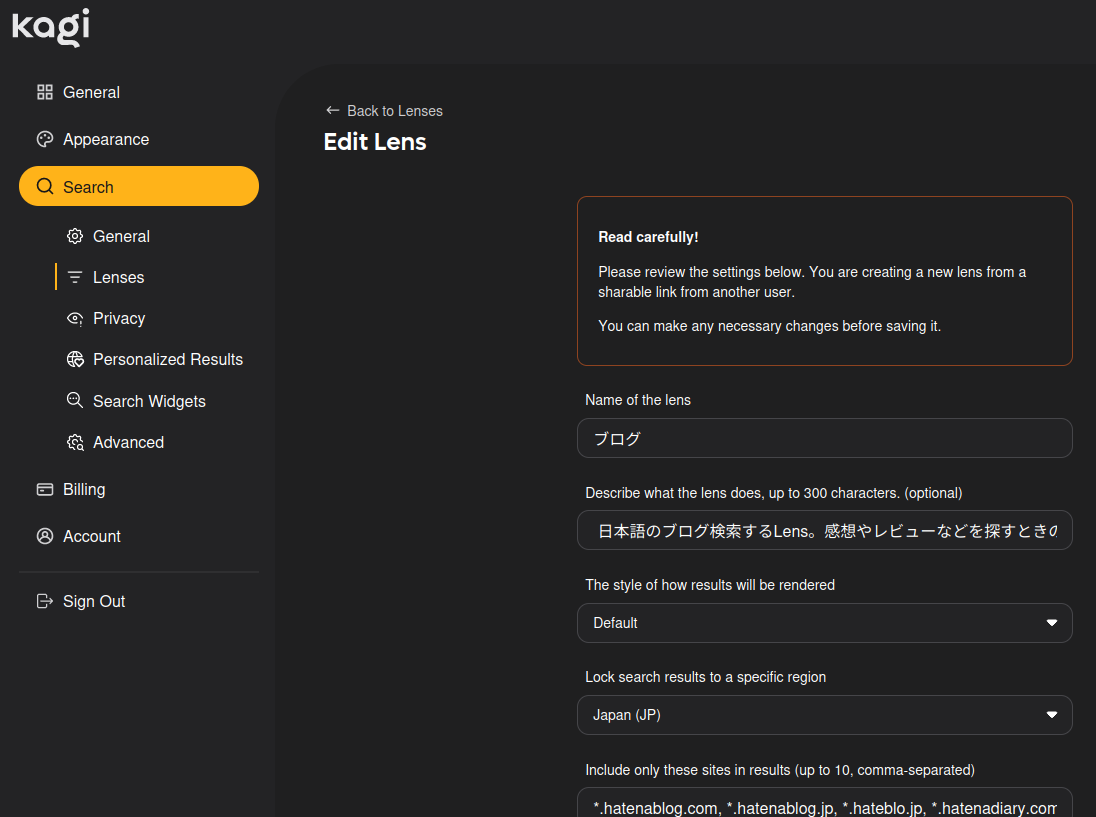 kagi
General
Appearance
Search
General
Lenses
Privacy
Personalized Results
Search Widgets
Advanced
Billing
Account
Sign Out
Back to Lenses
Edit Lens
Read carefully!
Please review the settings below. You are creating a new lens from a
sharable link from another user.
You can make any necessary changes before saving it.
Name of the lens
ブログ
Describe what the lens does, up to 300 characters. (optional)
日本語のブログ検索するLens。感想やレビューなどを探すときの
The style of how results will be rendered
Default
Lock search results to a specific region
Japan (JP)
Include only these sites in results (up to 10, comma-separated)
*.hatenablog.com, *.hatenablog.jp, *.hateblo.jp, *.hatenadiary.com